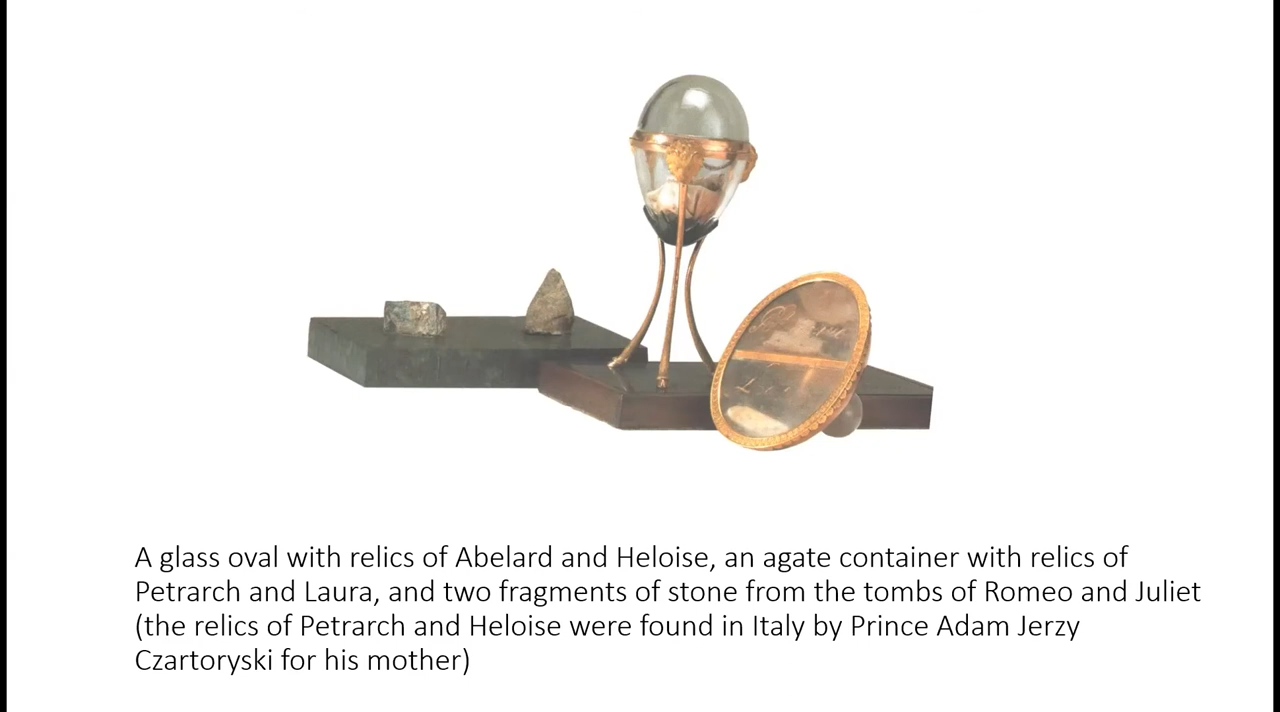 A glass oval with relics of Abelard and Heloise, an agate container with relics of
Petrarch and Laura, and two fragments of stone from the tombs of Romeo and Juliet
(the relics of Petrarch and Heloise were found in Italy by Prince Adam Jerzy
Czartoryski for his mother)